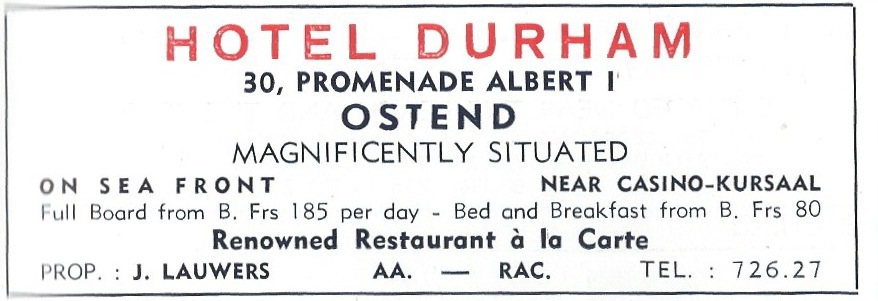 HOTEL DURHAM
30, PROMENADE ALBERT I
OSTEND
MAGNIFICENTLY SITUATED
ON SEA FRONT NEAR CASINO-KURSAAL
Full Board from B. Frs 185 per day - Bed and Breakfast from B. Frs 80
Renowned Restaurant à la Carte
PROP. : J. LAUWERS AA. — RAC. TEL. : 726.27